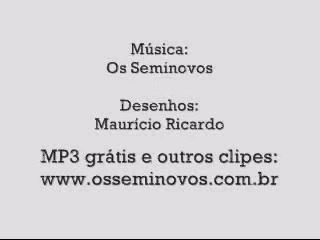 Música:
Os Seminovos
Desenhos:
Maurício Ricardo
MP3 grátis e outros clipes:
www.osseminovos.com.br